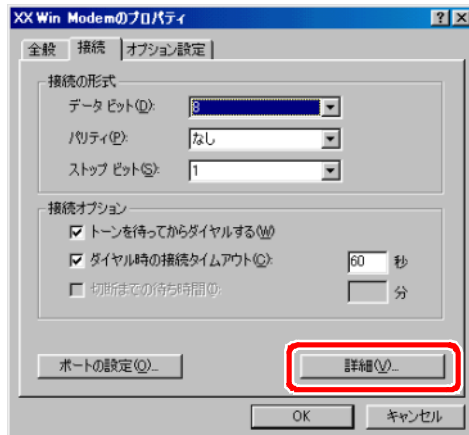 XX Win Modemのプロパティ
全般 接続 オプション設定
接続の形式
データ ビット(D): 8
パリティ(P): なし
ストップ ビット(S): 1
接続オプション
トーンを待ってからダイヤルする(W)
ダイヤル時の接続タイムアウト(C): 60 秒
切断までの待ち時間(I): 分
ポートの設定(O)... 詳細(V)...
OK キャンセル